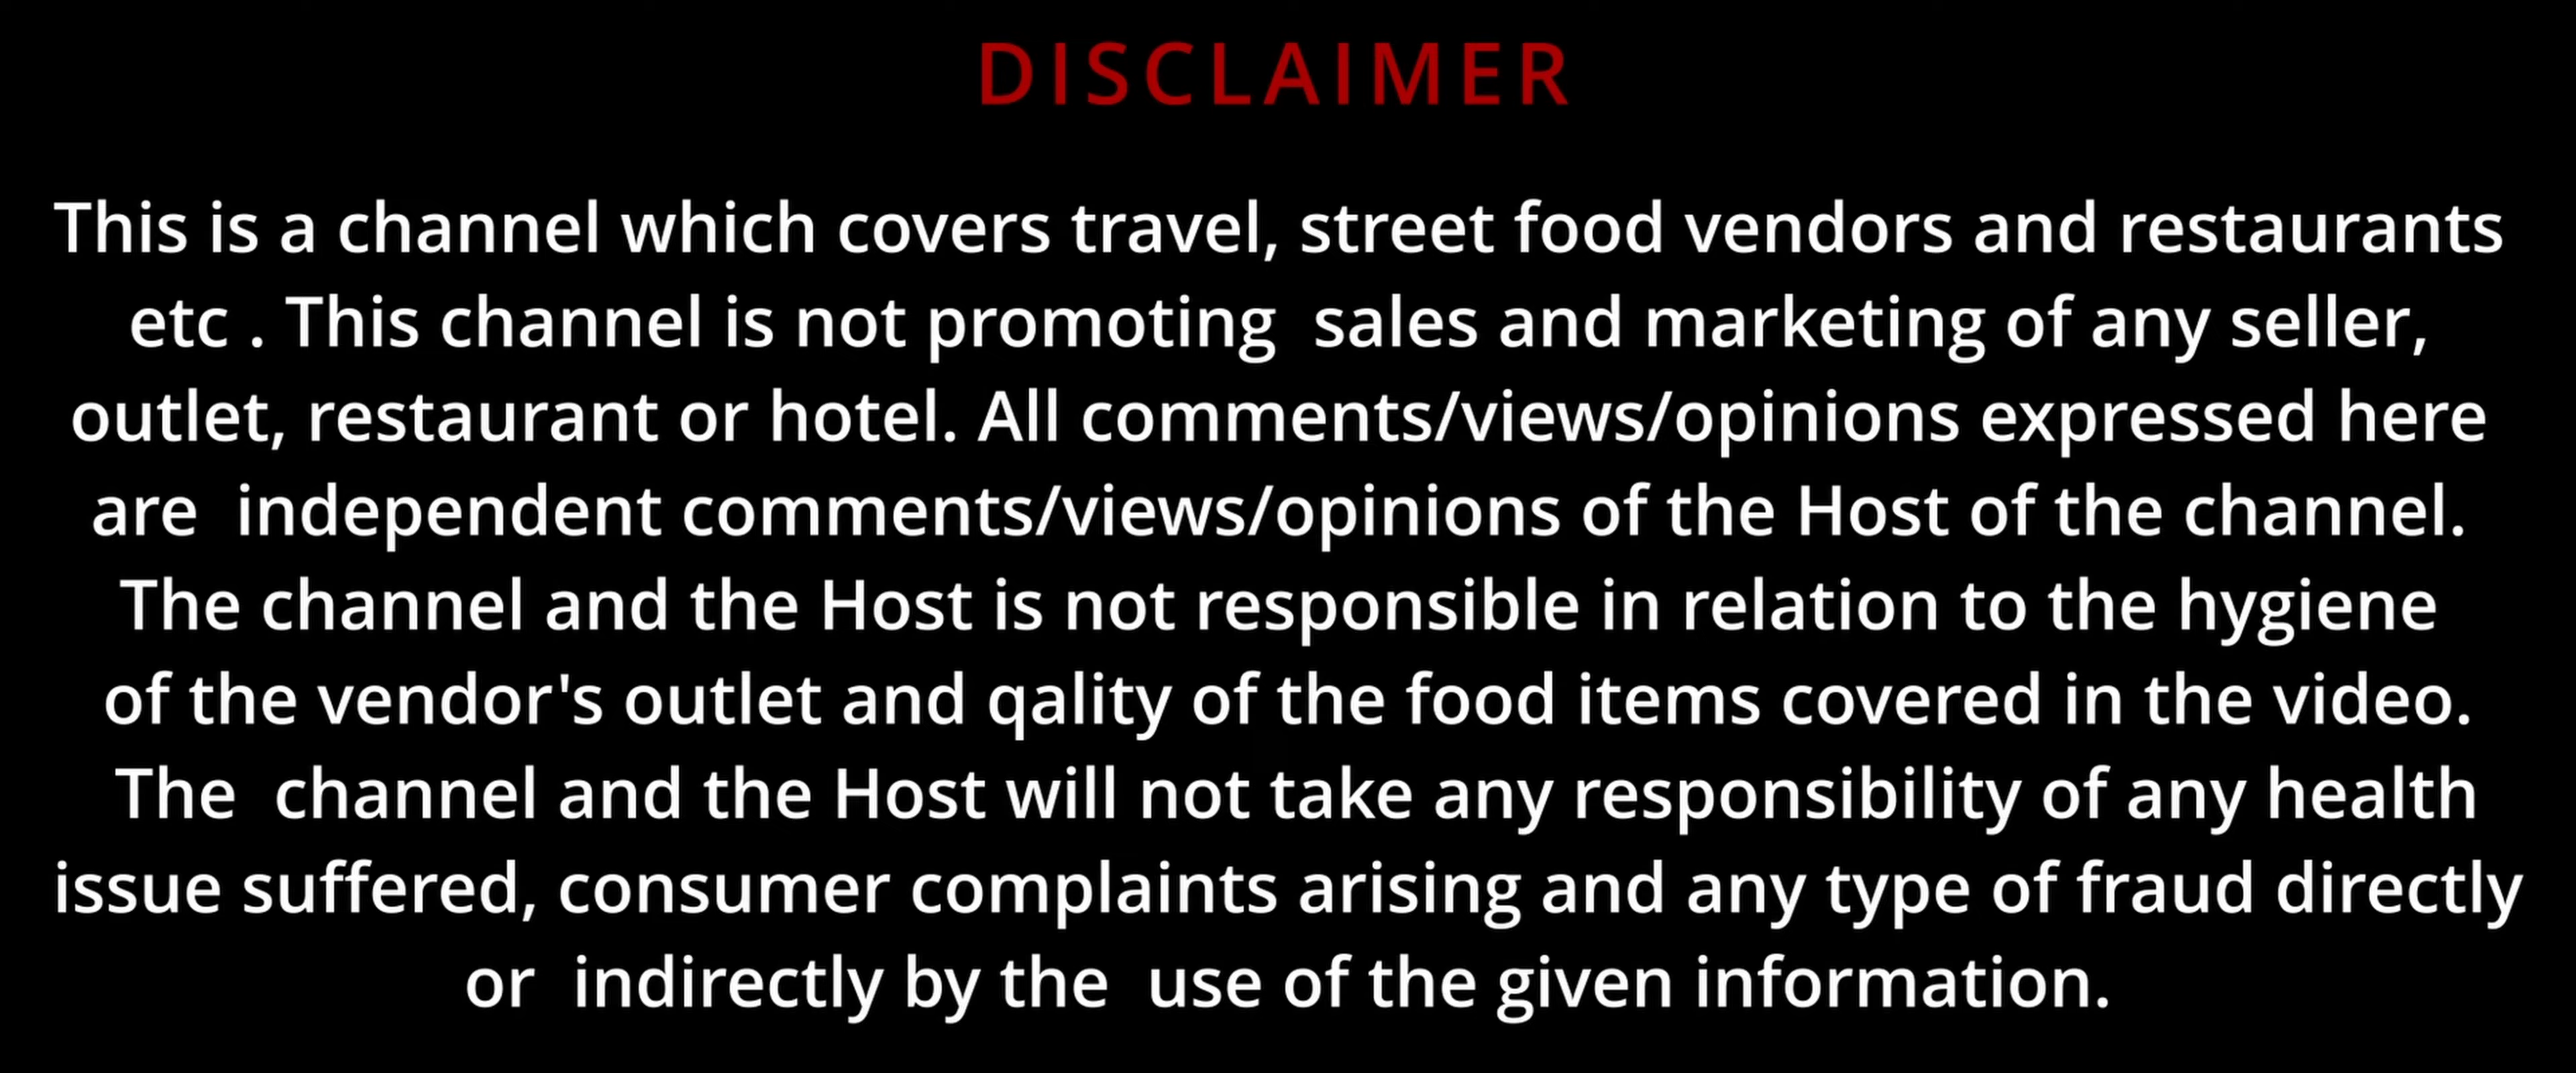 DISCLAIMER
This is a channel which covers travel, street food vendors and restaurants
etc . This channel is not promoting  sales and marketing of any seller,
outlet, restaurant or hotel. All comments/views/opinions expressed here
are  independent comments/views/opinions of the Host of the channel.
The channel and the Host is not responsible in relation to the hygiene
of the vendor's outlet and qality of the food items covered in the video.
The  channel and the Host will not take any responsibility of any health
issue suffered, consumer complaints arising and any type of fraud directly
or  indirectly by the  use of the given information.